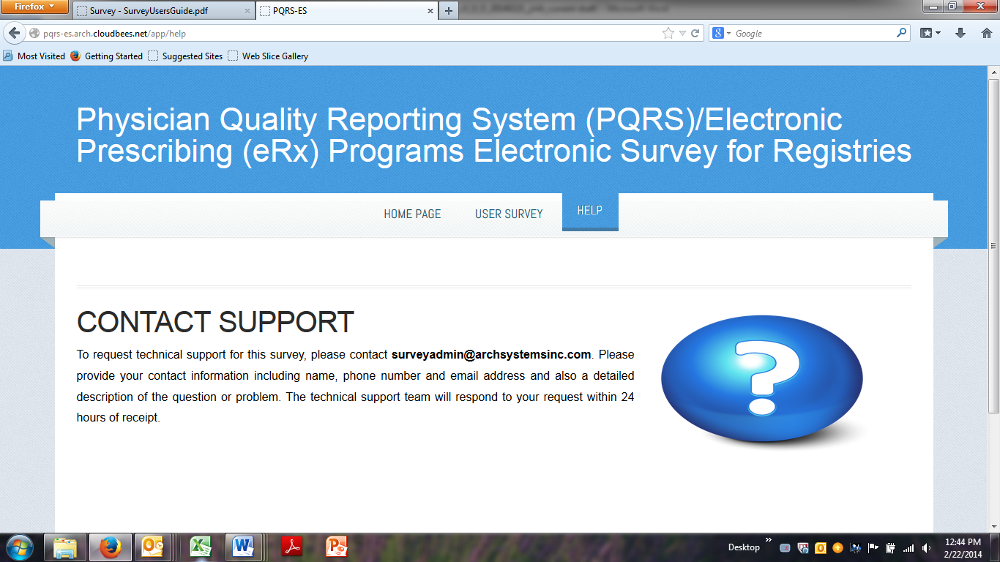 Firefox
Survey - SurveyUsersGuide.pdf
PQRS-ES
pqrs-es.arch.cloudbees.net/app/help
Google
Most Visited
Getting Started
Suggested Sites
Web Slice Gallery
Physician Quality Reporting System (PQRS)/Electronic
Prescribing (eRx) Programs Electronic Survey for Registries
HOME PAGE
USER SURVEY
HELP
CONTACT SUPPORT
To request technical support for this survey, please contact surveyadmin@archsystemsinc.com. Please
provide your contact information including name, phone number and email address and also a detailed
description of the question or problem. The technical support team will respond to your request within 24
hours of receipt.
Desktop
12:44 PM
2/22/2014